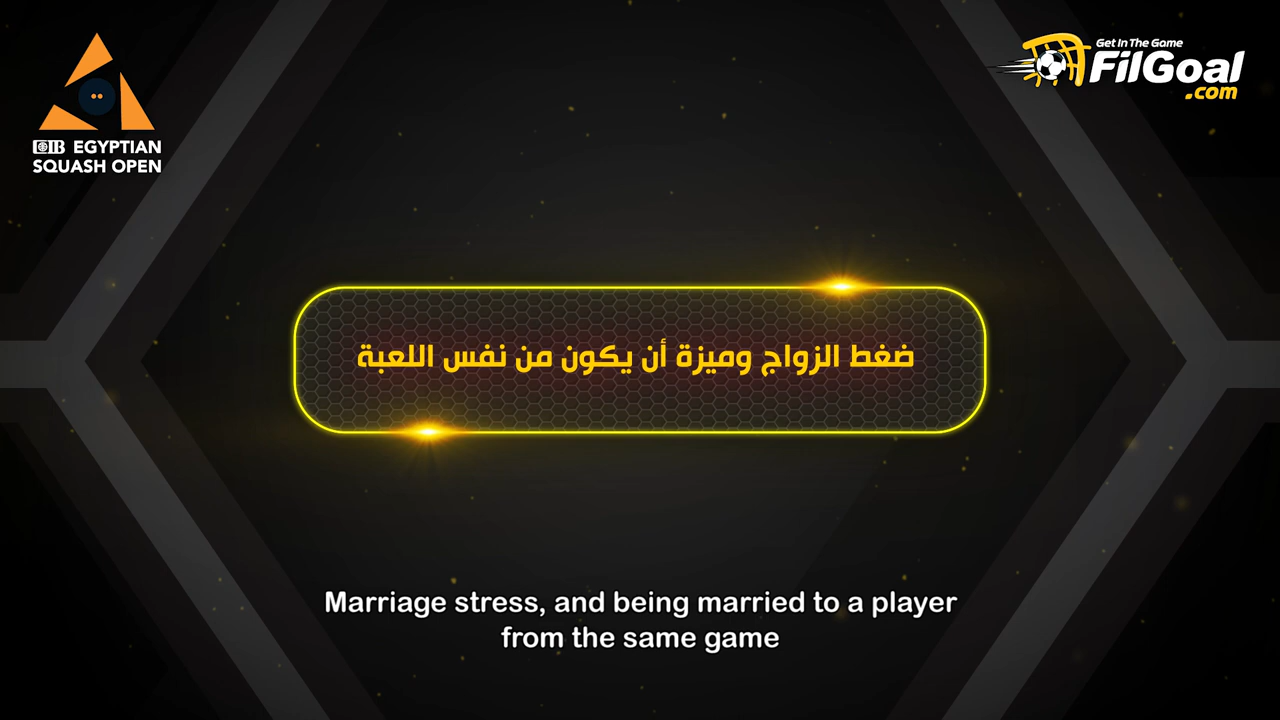 CIB EGYPTIAN
SQUASH OPEN
Get In The Game
FilGoal
.com
ضغط الزواج وميزة أن يكون من نفس اللعبة
Marriage stress, and being married to a player
from the same game